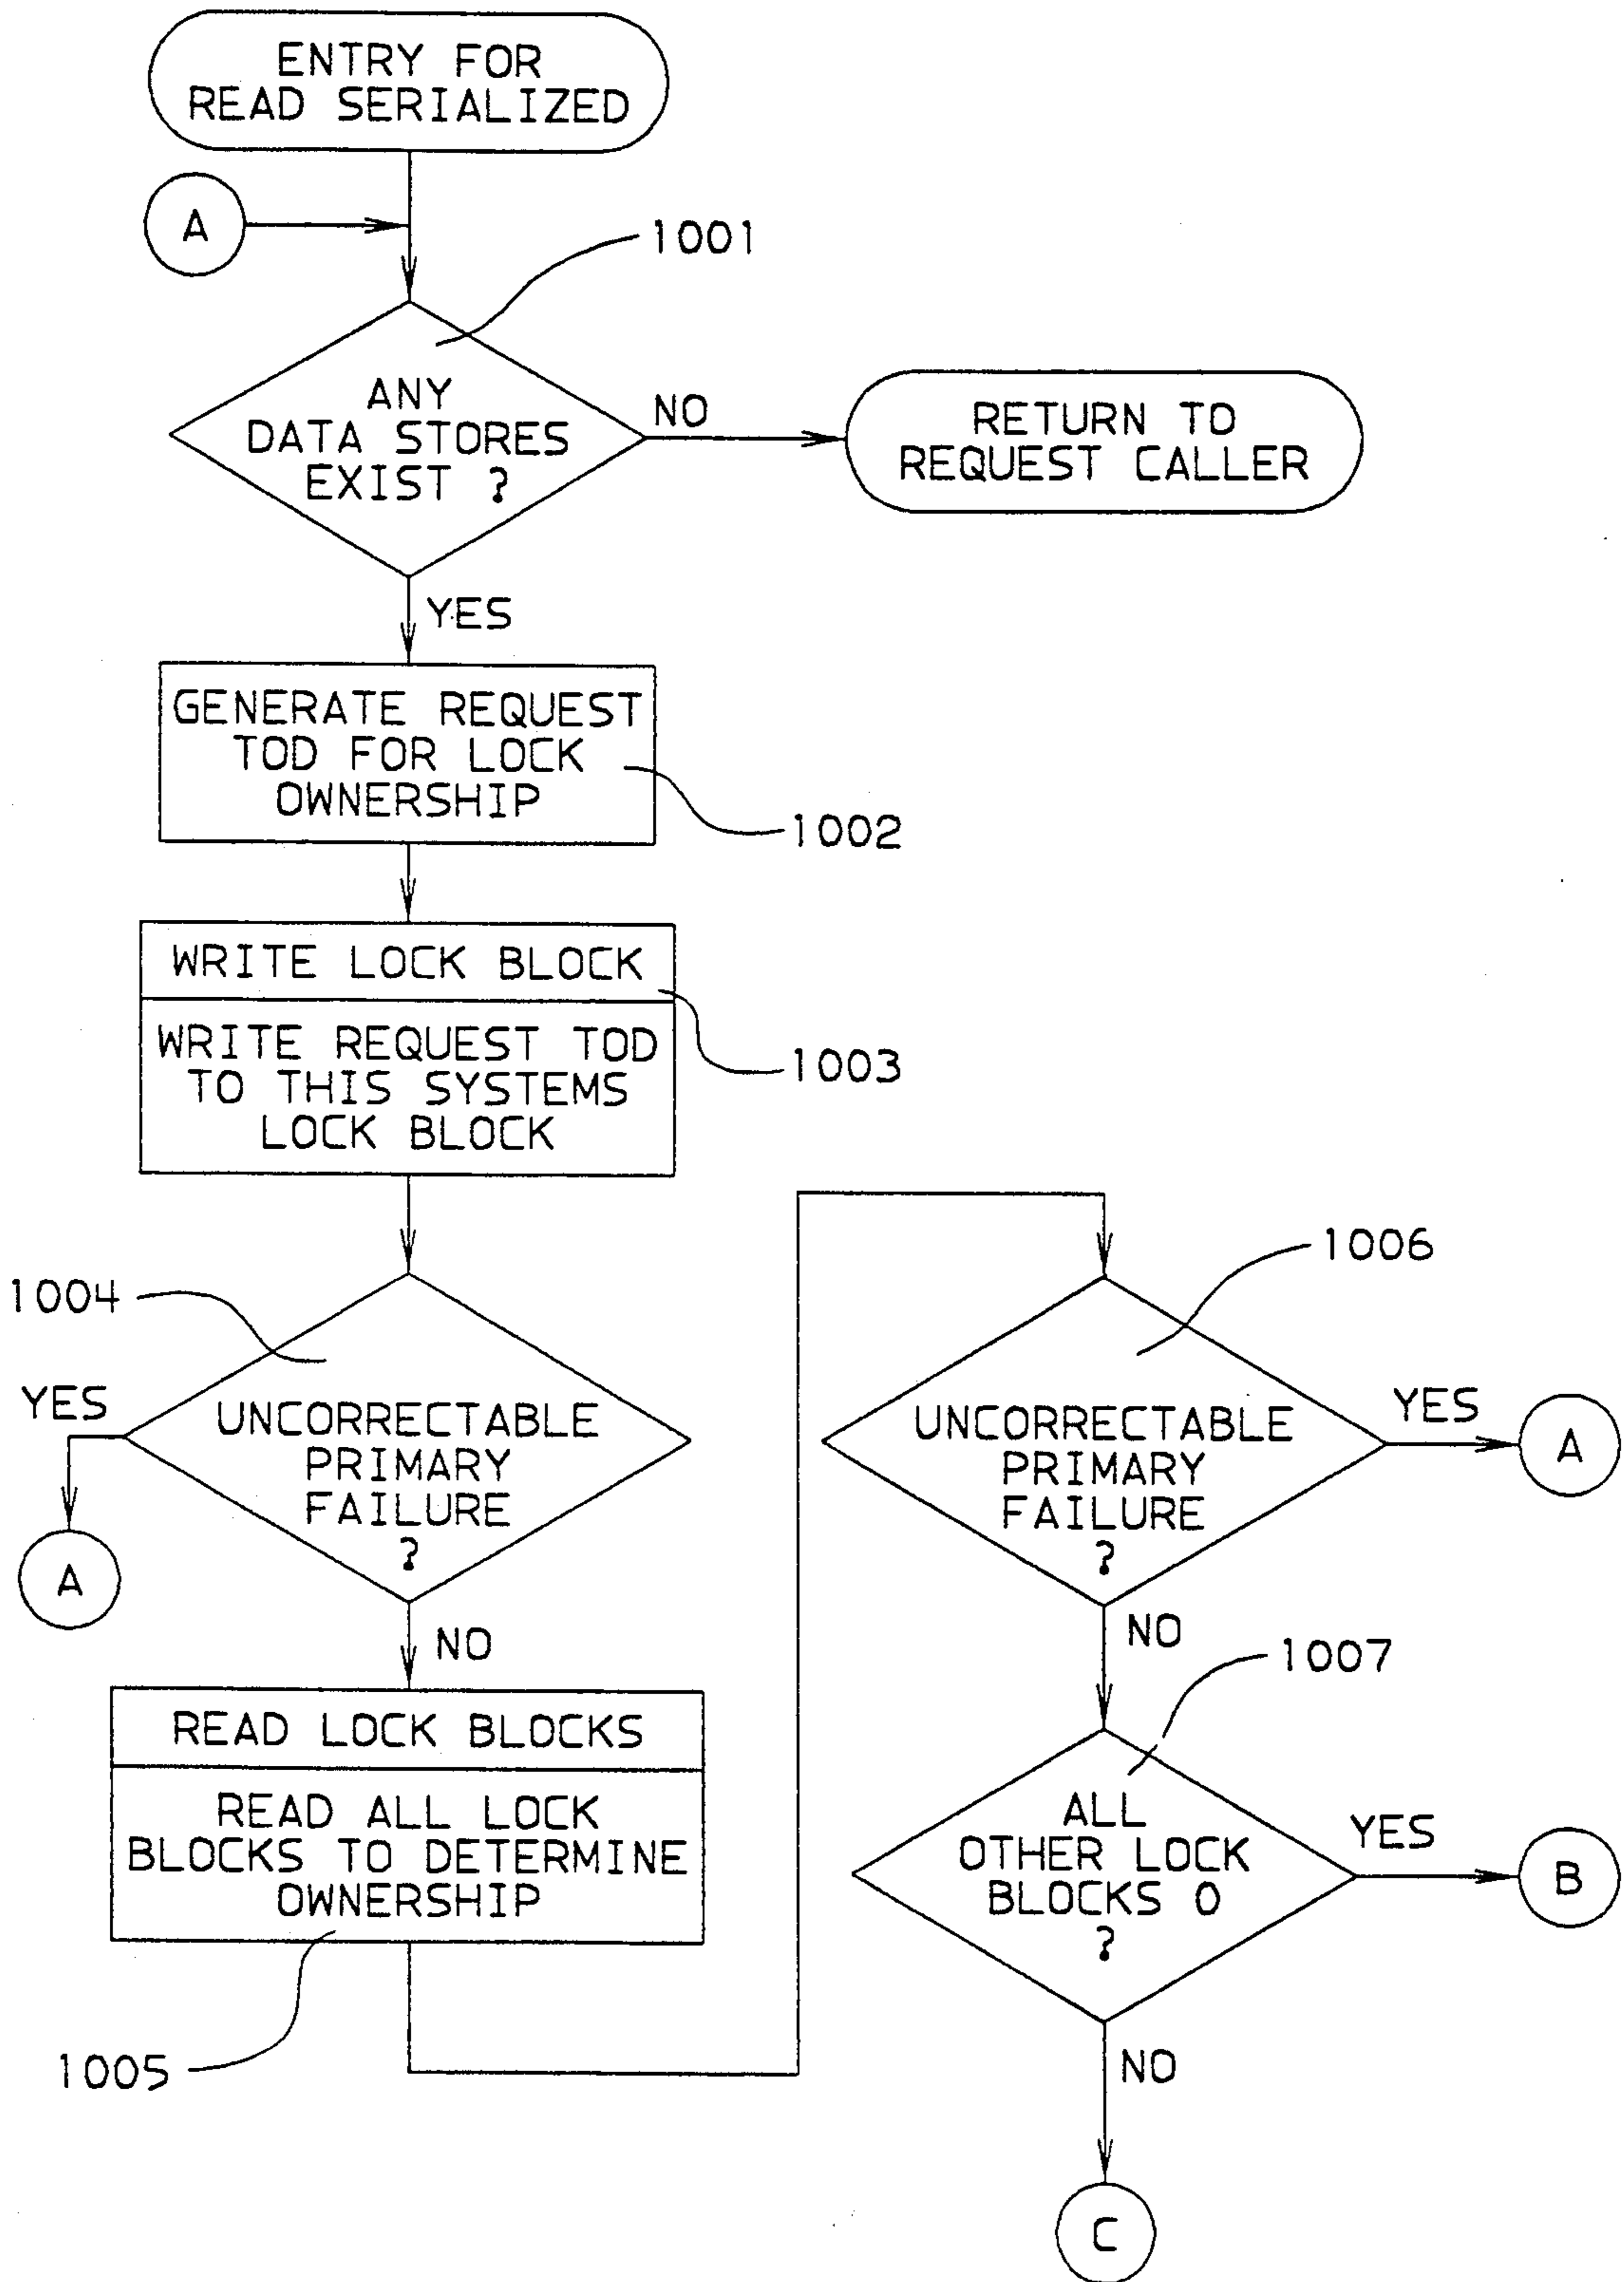 ENTRY FOR
READ SERIALIZED
A
1001
ANY
DATA STORES
EXIST ?
NO
RETURN TO
REQUEST CALLER
YES
GENERATE REQUEST
TOD FOR LOCK
OWNERSHIP
1002
WRITE LOCK BLOCK
WRITE REQUEST TOD
TO THIS SYSTEMS
LOCK BLOCK
1003
1004
YES
UNCORRECTABLE
PRIMARY
FAILURE
?
A
NO
READ LOCK BLOCKS
READ ALL LOCK
BLOCKS TO DETERMINE
OWNERSHIP
1005
1006
UNCORRECTABLE
PRIMARY
FAILURE
?
YES
A
NO
1007
ALL
OTHER LOCK
BLOCKS 0
?
YES
B
NO
C